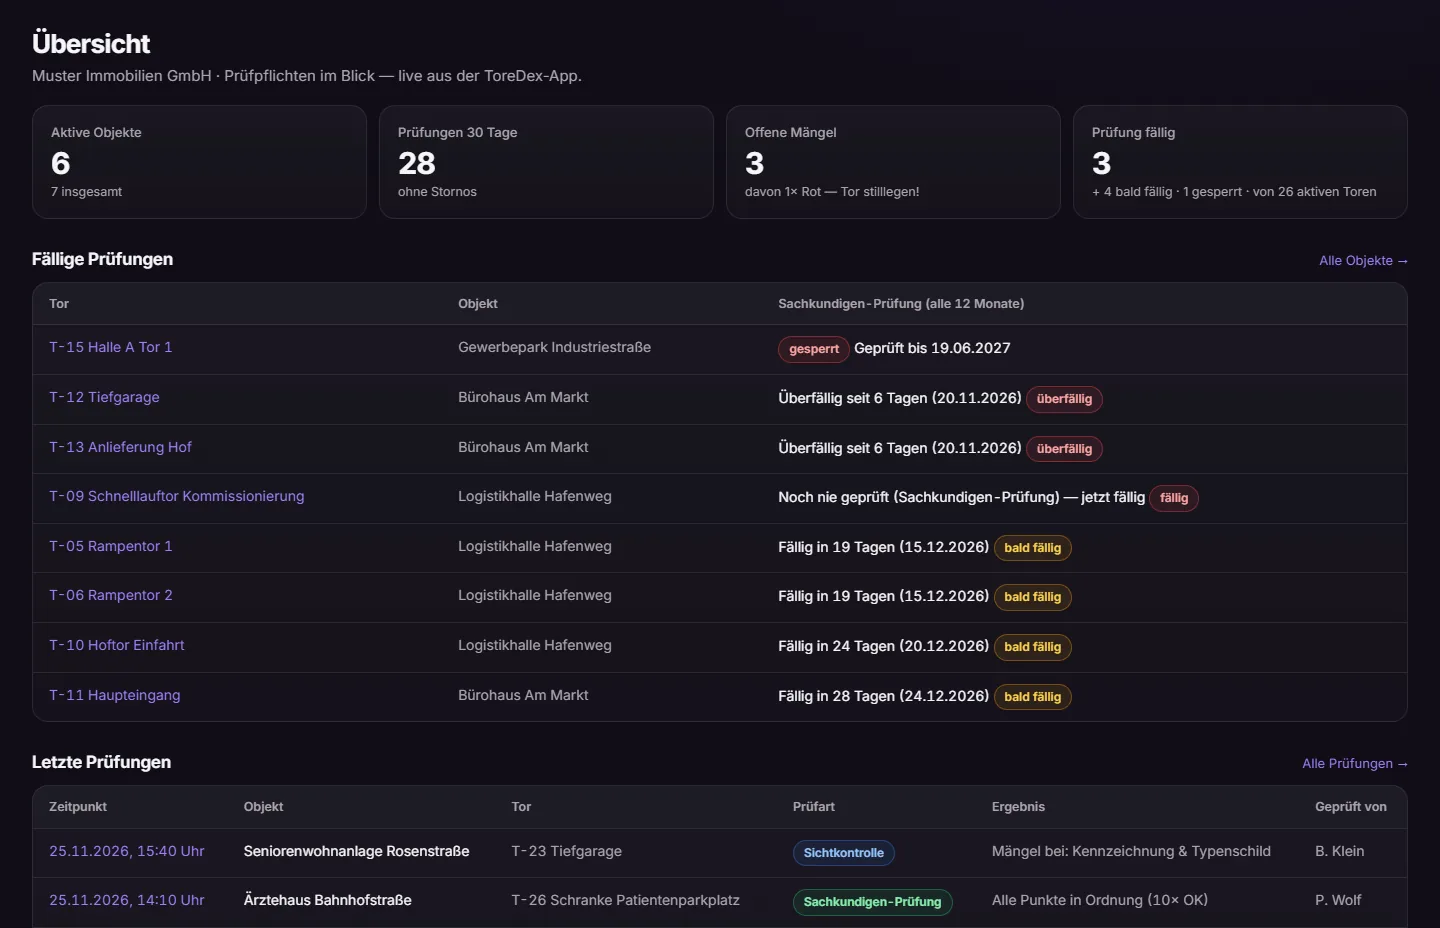 Übersicht
Muster Immobilien GmbH · Prüfpflichten im Blick — live aus der ToreDex-App.
Aktive Objekte
6
7 insgesamt
Prüfungen 30 Tage
28
ohne Stornos
Offene Mängel
3
davon 1× Rot — Tor stilllegen!
Prüfung fällig
3
+ 4 bald fällig · 1 gesperrt · von 26 aktiven Toren
Fällige Prüfungen
Alle Objekte →
Tor Objekt Sachkundigen-Prüfung (alle 12 Monate)
T-15 Halle A Tor 1 Gewerbepark Industriestraße gesperrt Geprüft bis 19.06.2027
T-12 Tiefgarage Bürohaus Am Markt Überfällig seit 6 Tagen (20.11.2026) überfällig
T-13 Anlieferung Hof Bürohaus Am Markt Überfällig seit 6 Tagen (20.11.2026) überfällig
T-09 Schnelllauftor Kommissionierung Logistikhalle Hafenweg Noch nie geprüft (Sachkundigen-Prüfung) — jetzt fällig fällig
T-05 Rampentor 1 Logistikhalle Hafenweg Fällig in 19 Tagen (15.12.2026) bald fällig
T-06 Rampentor 2 Logistikhalle Hafenweg Fällig in 19 Tagen (15.12.2026) bald fällig
T-10 Hoftor Einfahrt Logistikhalle Hafenweg Fällig in 24 Tagen (20.12.2026) bald fällig
T-11 Haupteingang Bürohaus Am Markt Fällig in 28 Tagen (24.12.2026) bald fällig
Letzte Prüfungen
Alle Prüfungen →
Zeitpunkt Objekt Tor Prüfart Ergebnis Geprüft von
25.11.2026, 15:40 Uhr Seniorenwohnanlage Rosenstraße T-23 Tiefgarage Sichtkontrolle Mängel bei: Kennzeichnung & Typenschild B. Klein
25.11.2026, 14:10 Uhr Ärztehaus Bahnhofstraße T-26 Schranke Patientenparkplatz Sachkundigen-Prüfung Alle Punkte in Ordnung (10× OK) P. Wolf